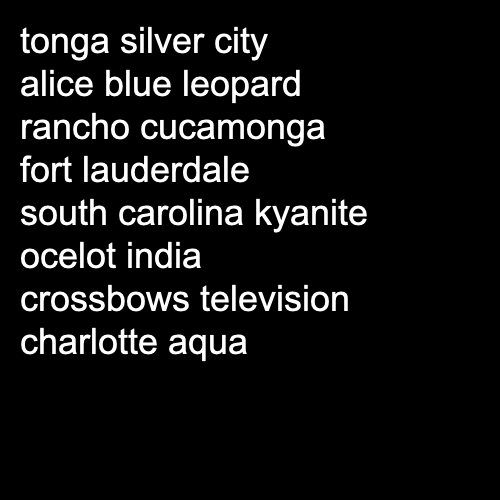 tonga silver city
alice blue leopard
rancho cucamonga
fort lauderdale
south carolina kyanite
ocelot india
crossbows television
charlotte aqua